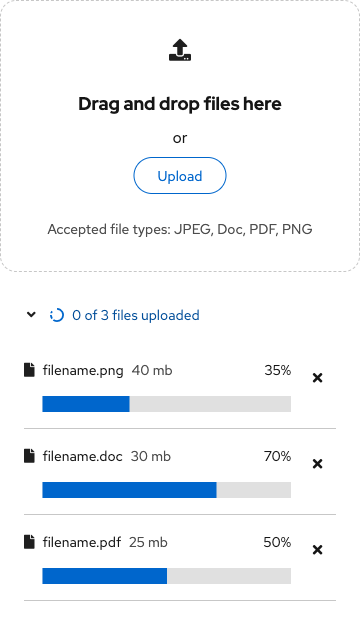 Drag and drop files here
or
Upload
Accepted file types: JPEG, Doc, PDF, PNG
0 of 3 files uploaded
filename.png 40 mb 35%
filename.doc 30 mb 70%
filename.pdf 25 mb 50%